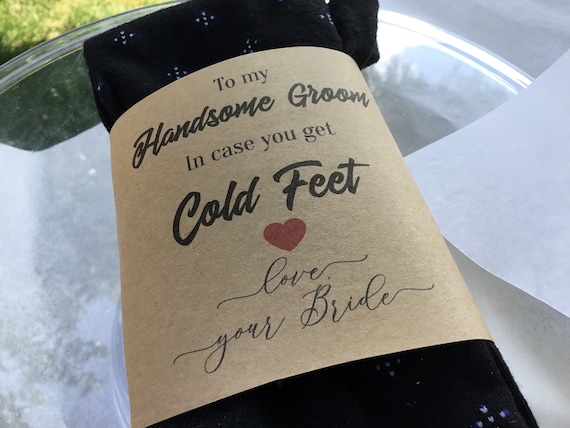 To my
Handsome Groom
In case you get
Cold Feet
love,
your Bride